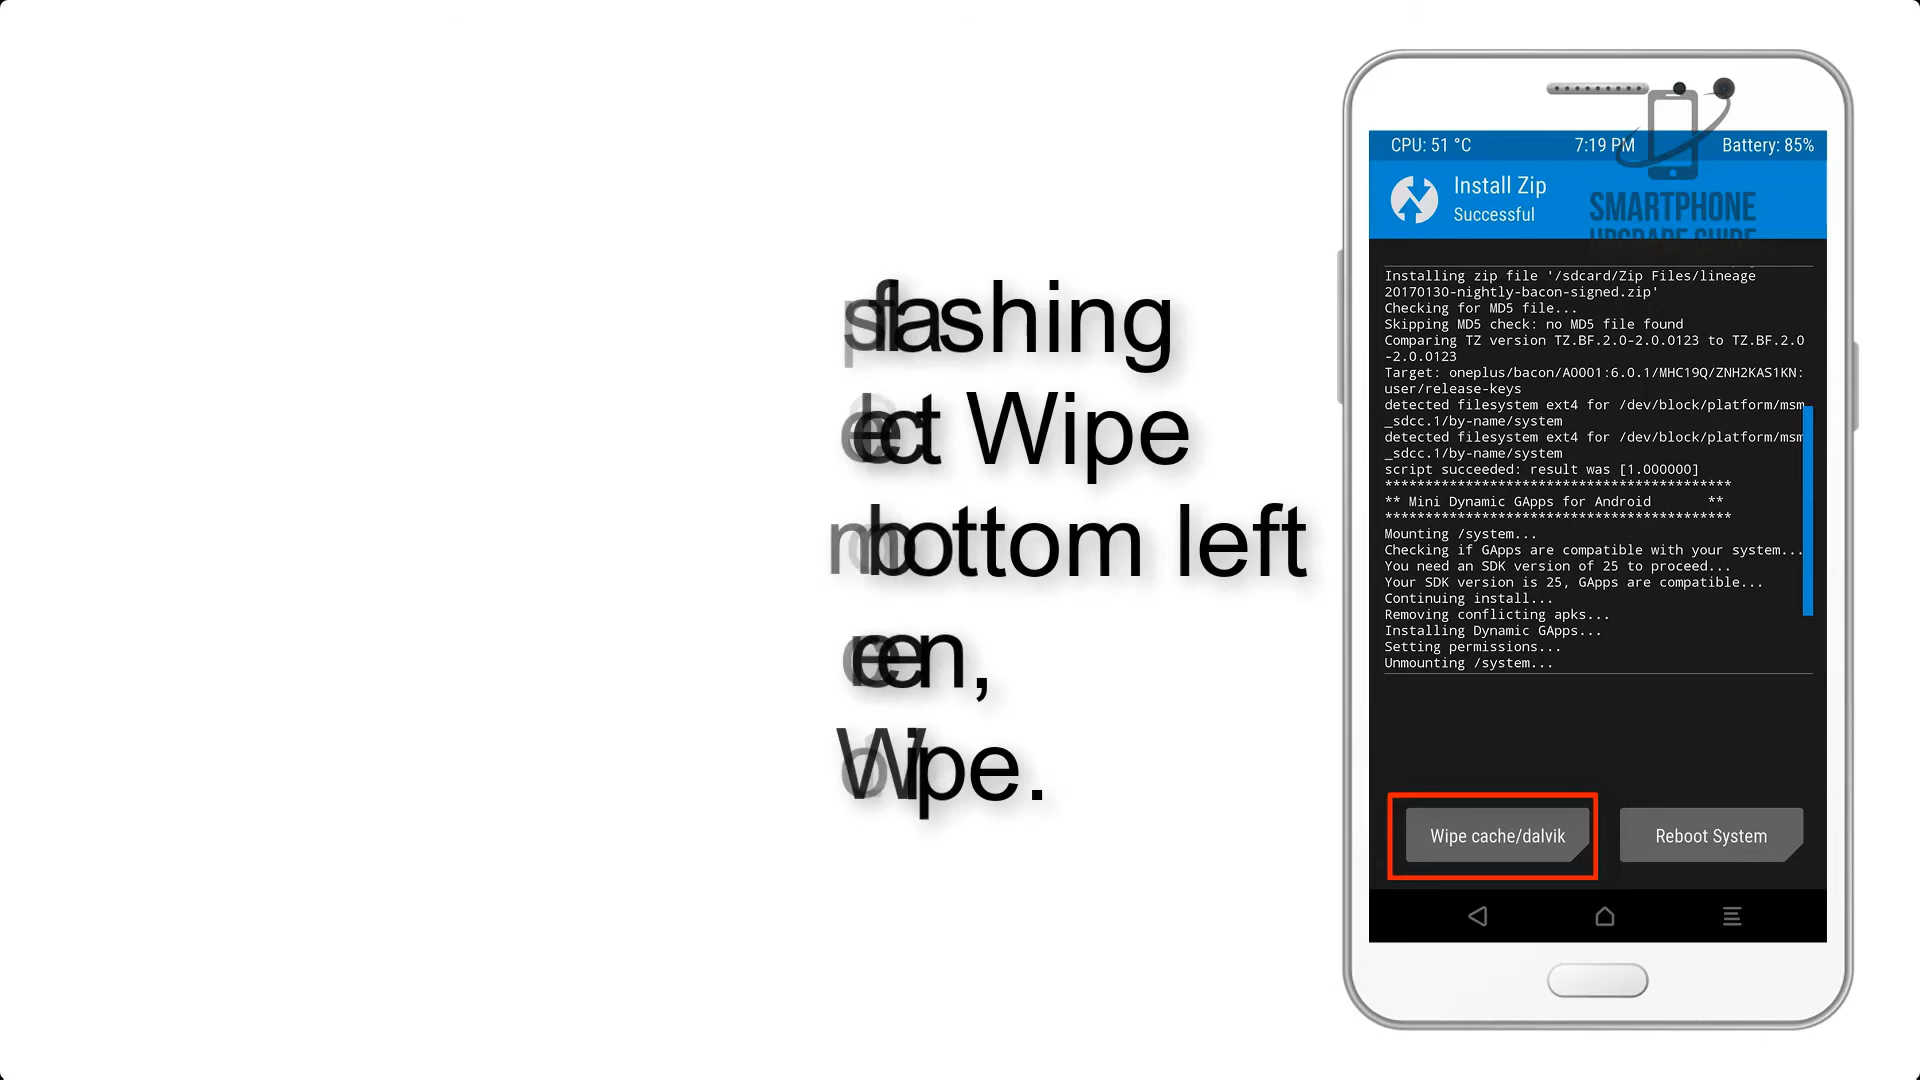 flashing
Wipe
bottom left
Wipe.
CPU: 51 °C 7:19 PM Battery: 85%
Install Zip
Successful
SMARTPHONE
UPGRADE GUIDE
Installing zip file '/sdcard/Zip Files/lineage
20170130-nightly-bacon-signed.zip'
Checking for MD5 file...
Skipping MD5 check: no MD5 file found
Comparing TZ version TZ.BF.2.0-2.0.0123 to TZ.BF.2.0
-2.0.0123
Target: oneplus/bacon/A0001:6.0.1/MHC19Q/ZNH2KAS1KN:
user/release-keys
detected filesystem ext4 for /dev/block/platform/msm
_sdcc.1/by-name/system
detected filesystem ext4 for /dev/block/platform/msm
_sdcc.1/by-name/system
script succeeded: result was [1.000000]
******************************************
** Mini Dynamic GApps for Android **
******************************************
Mounting /system...
Checking if GApps are compatible with your system...
You need an SDK version of 25 to proceed...
Your SDK version is 25, GApps are compatible...
Continuing install...
Removing conflicting apks...
Installing Dynamic GApps...
Setting permissions...
Unmounting /system...
Wipe cache/dalvik Reboot System